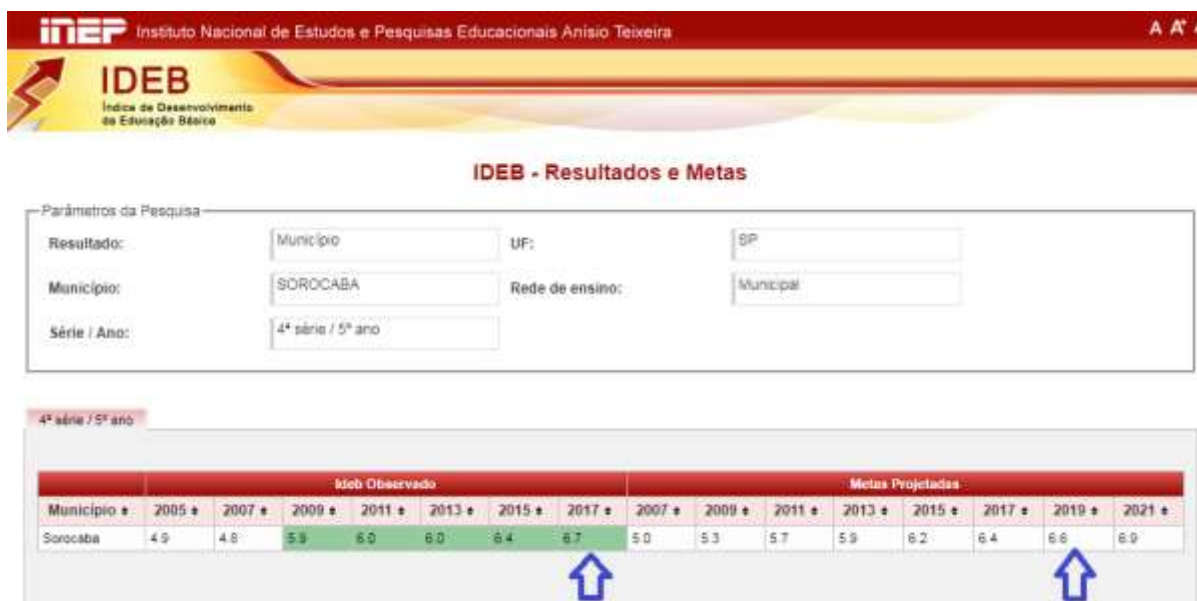 inep Instituto Nacional de Estudos e Pesquisas Educacionais Anísio Teixeira A A+
IDEB
Índice de Desenvolvimento
da Educação Básica
IDEB - Resultados e Metas
Parâmetros da Pesquisa
Resultado: Município UF: SP
Município: SOROCABA Rede de ensino: Municipal
Série / Ano: 4ª série / 5º ano
4ª série / 5º ano
Ideb Observado Metas Projetadas
Município 2005 2007 2009 2011 2013 2015 2017 2007 2009 2011 2013 2015 2017 2019 2021
Sorocaba 4.9 4.8 5.9 6.0 6.0 6.4 6.7 5.0 5.3 5.7 5.9 6.2 6.4 6.6 6.9